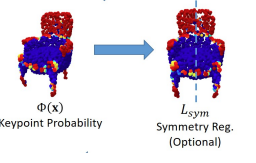 Φ(x)
Keypoint Probability
L_sym
Symmetry Reg.
(Optional)